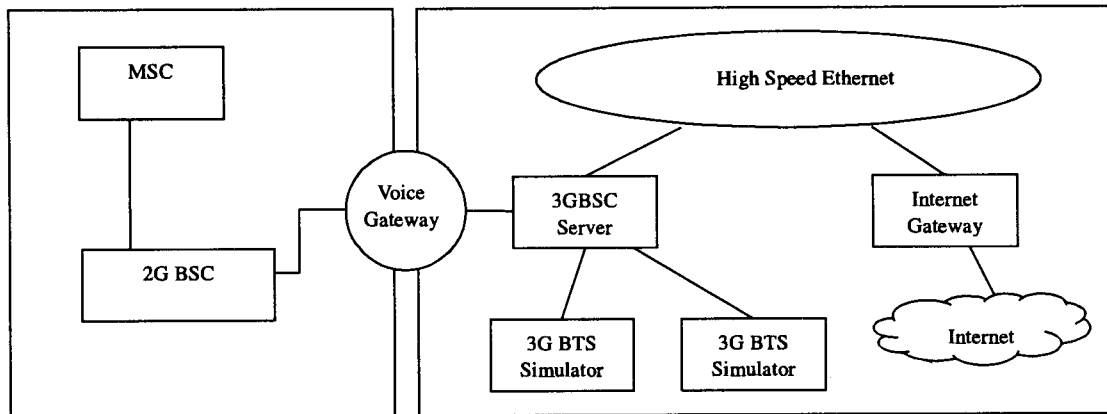 MSC
2G BSC
Voice
Gateway
High Speed Ethernet
3GBSC
Server
Internet
Gateway
3G BTS
Simulator
3G BTS
Simulator
Internet